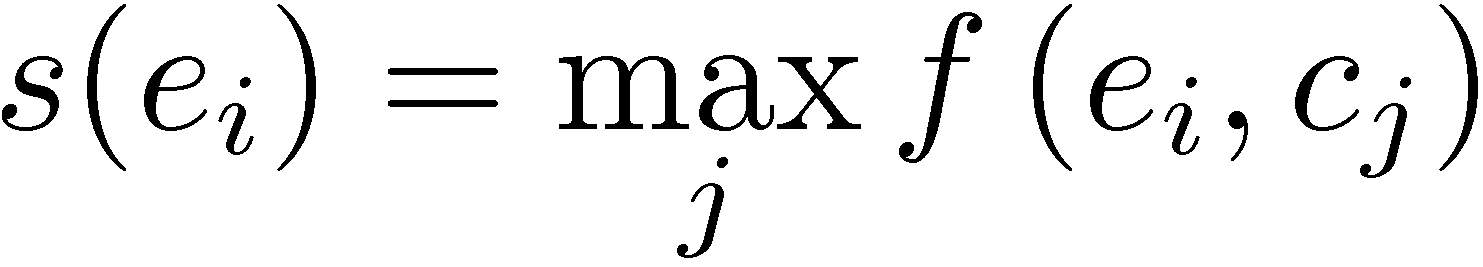 s(e_i) = \max_j f(e_i, c_j)